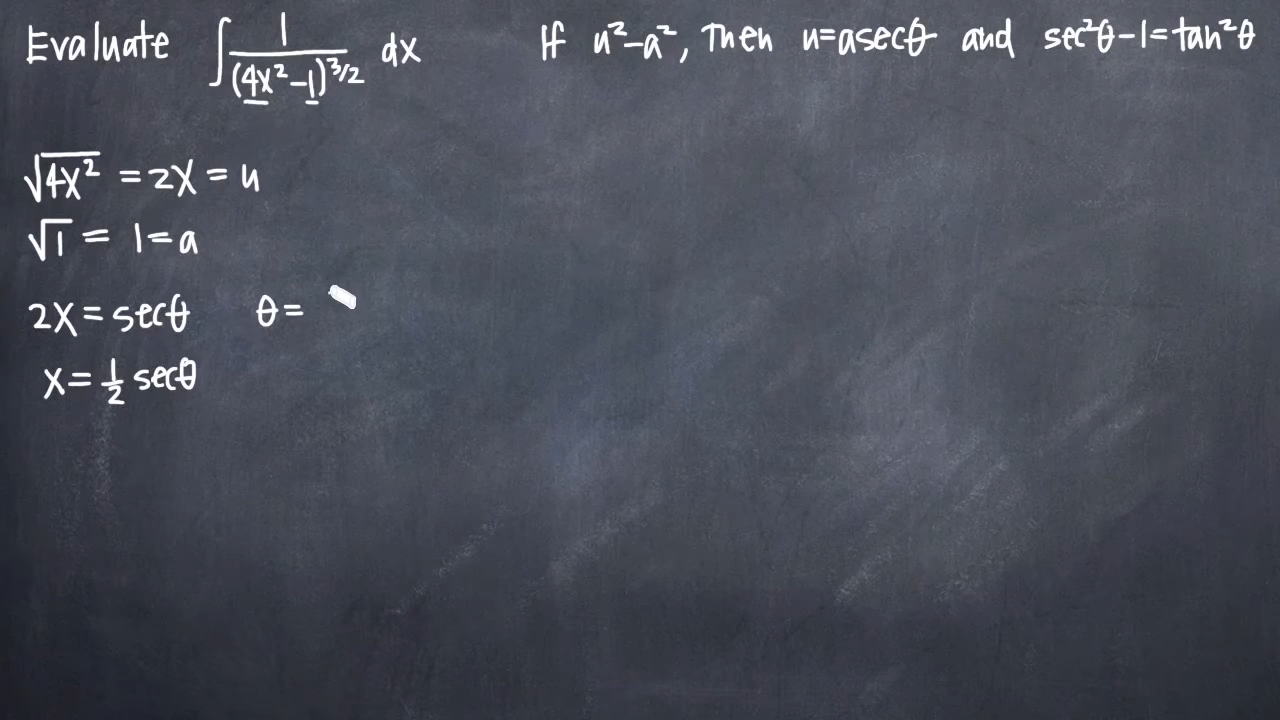 Evaluate ∫ 1/(4x²-1)^3/2 dx If u²-a², then u=asecθ and sec²θ-1=tan²θ
√4x² = 2x = u
√1 = 1 = a
2x = secθ θ =
x = 1/2 secθ